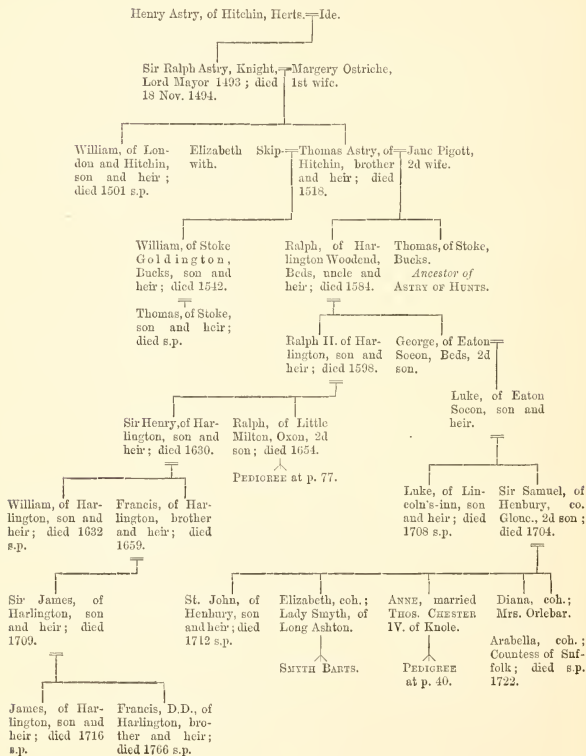 Henry Astry, of Hitchin, Herts.=Ide.
Sir Ralph Astry, Knight,=Margery Ostriche,
Lord Mayor 1493 ; died 1st wife.
18 Nov. 1494.
William, of Lon-
don and Hitchin,
son and heir ;
died 1501 s.p.
Elizabeth Skip-=Thomas Astry, of=Jane Pigott,
with. Hitchin, brother 2d wife.
and heir ; died
1518.
William, of Stoke
Goldington,
Bucks, son and
heir ; died 1542.
Ralph, of Har-
lington Woodend,
Beds, uncle and
heir ; died 1584.
Thomas, of Stoke,
Bucks.
Ancestor of
ASTRY OF HUNTS.
Thomas, of Stoke,
son and heir ;
died s.p.
Ralph II. of Har-
lington, son and
heir ; died 1598.
George, of Eaton=
Socon, Beds, 2d
son.
Luke, of Eaton
Socon, son and
heir.
Sir Henry, of Har-
lington, son and
heir ; died 1630.
Ralph, of Little
Milton, Oxon, 2d
son ; died 1654.
PEDIGREE at p. 77.
William, of Har-
lington, son and
heir ; died 1632
s.p.
Francis, of Har-
lington, brother
and heir ; died
1659.
Luke, of Lin-
coln's-inn, son
and heir ; died
1708 s.p.
Sir Samuel, of
Henbury, co.
Glouc., 2d son ;
died 1704.
Sir James, of
Harlington, son
and heir ; died
1709.
St. John, of
Henbury, son
and heir ; died
1712 s.p.
Elizabeth, coh. ;
Lady Smyth, of
Long Ashton.
SMYTH BARTS.
ANNE, married
THOS. CHESTER
IV. of Knole.
PEDIGREE
at p. 40.
Diana, coh. ;
Mrs. Orlebar.
Arabella, coh. ;
Countess of Suf-
folk ; died s.p.
1722.
James, of Har-
lington, son and
heir ; died 1716
s.p.
Francis, D.D., of
Harlington, bro-
ther and heir ;
died 1766 s.p.